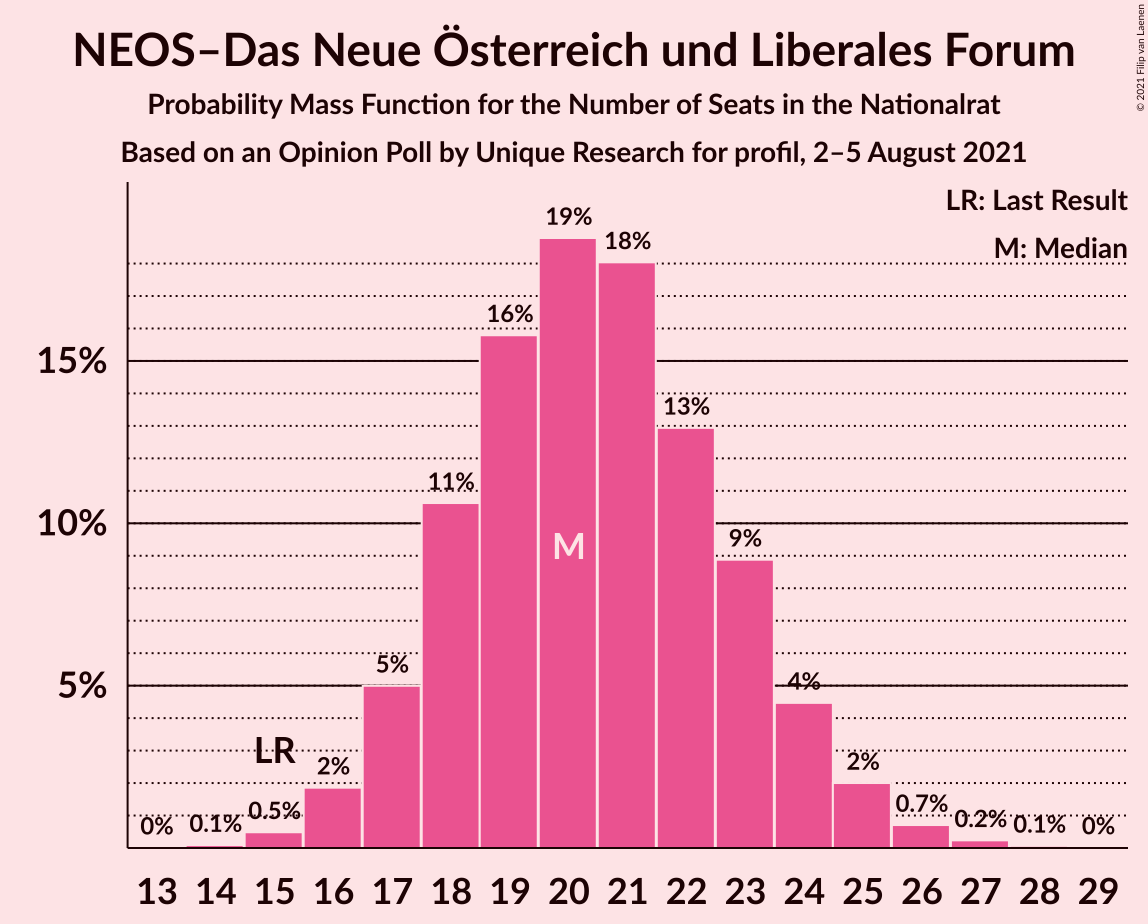 NEOS–Das Neue Österreich und Liberales Forum
Probability Mass Function for the Number of Seats in the Nationalrat
Based on an Opinion Poll by Unique Research for profil, 2–5 August 2021
© 2021 Filip van Laenen
LR: Last Result
M: Median
15%
10%
5%
0%
0.1%
0.5%
LR
2%
5%
11%
16%
19%
M
18%
13%
9%
4%
2%
0.7%
0.2%
0.1%
0%
13 14 15 16 17 18 19 20 21 22 23 24 25 26 27 28 29